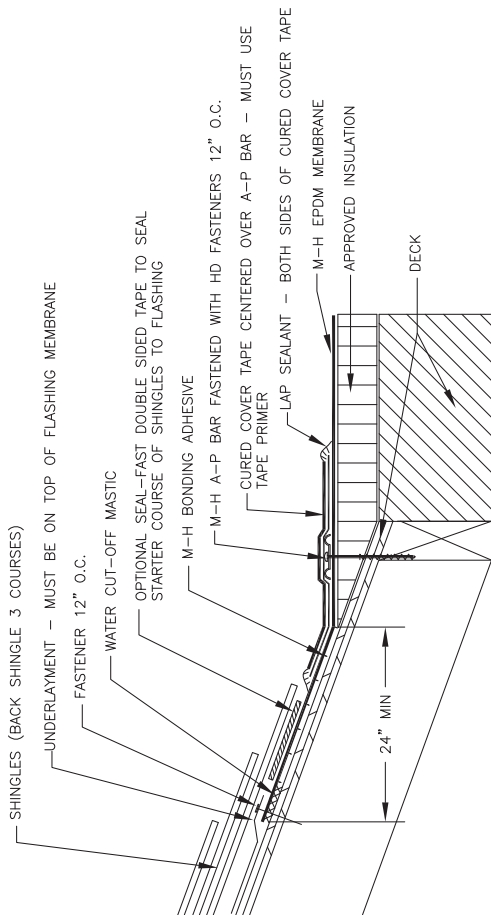 SHINGLES (BACK SHINGLE 3 COURSES)
UNDERLAYMENT – MUST BE ON TOP OF FLASHING MEMBRANE
FASTENER 12" O.C.
WATER CUT-OFF MASTIC
OPTIONAL SEAL-FAST DOUBLE SIDED TAPE TO SEAL
STARTER COURSE OF SHINGLES TO FLASHING
M-H BONDING ADHESIVE
M-H A-P BAR FASTENED WITH HD FASTENERS 12" O.C.
CURED COVER TAPE CENTERED OVER A-P BAR – MUST USE
TAPE PRIMER
LAP SEALANT – BOTH SIDES OF CURED COVER TAPE
M-H EPDM MEMBRANE
APPROVED INSULATION
DECK
24" MIN